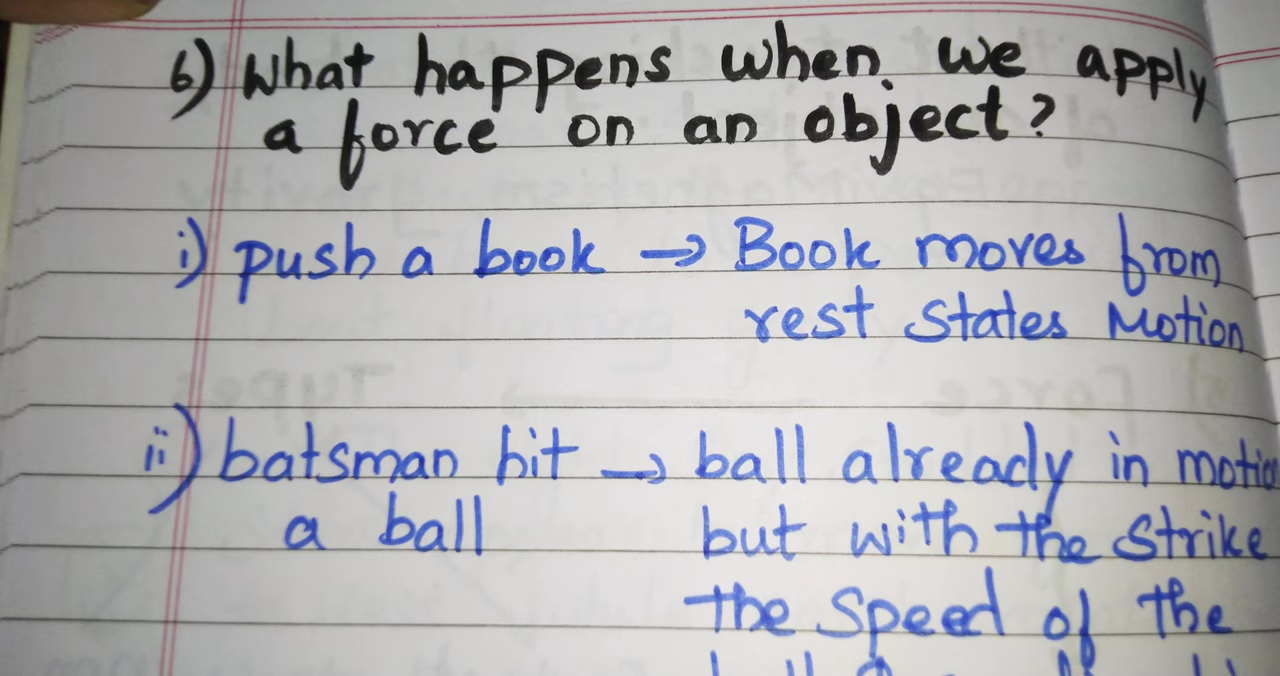 6) What happens when we apply
a force on an object?
i) push a book → Book moves from
rest states Motion
ii) batsman hit → ball already in motio
a ball but with the strike
the speed of the